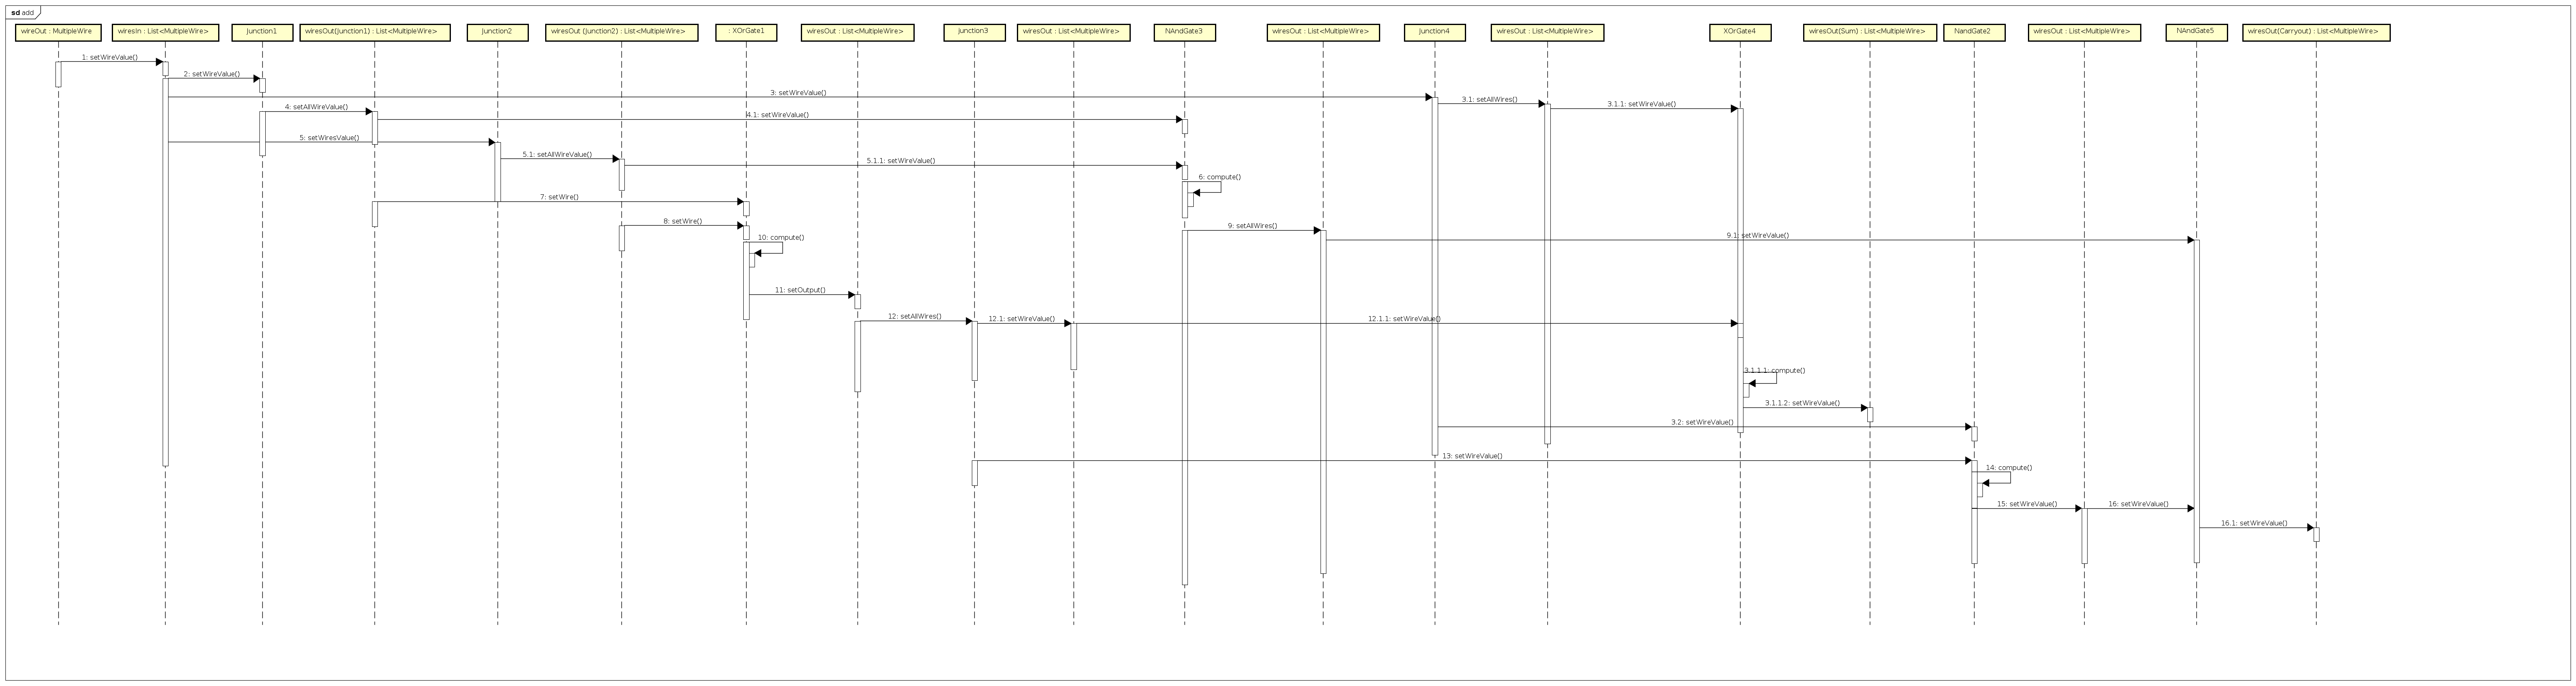 sd add
wireOut : MultipleWire
wiresIn : List<MultipleWire>
Junction1
wiresOut(Junction1) : List<MultipleWire>
Junction2
wiresOut (Junction2) : List<MultipleWire>
: XOrGate1
wiresOut : List<MultipleWire>
Junction3
wiresOut : List<MultipleWire>
NAndGate3
wiresOut : List<MultipleWire>
Junction4
wiresOut : List<MultipleWire>
XOrGate4
wiresOut(Sum) : List<MultipleWire>
NandGate2
wiresOut : List<MultipleWire>
NAndGate5
wiresOut(Carryout) : List<MultipleWire>
1: setWireValue()
2: setWireValue()
3: setWireValue()
3.1: setAllWires()
3.1.1: setWireValue()
4: setAllWireValue()
4.1: setWireValue()
5: setWiresValue()
5.1: setAllWireValue()
5.1.1: setWireValue()
6: compute()
7: setWire()
8: setWire()
9: setAllWires()
9.1: setWireValue()
10: compute()
11: setOutput()
12: setAllWires()
12.1: setWireValue()
12.1.1: setWireValue()
3.1.1.1: compute()
3.1.1.2: setWireValue()
3.2: setWireValue()
13: setWireValue()
14: compute()
15: setWireValue()
16: setWireValue()
16.1: setWireValue()